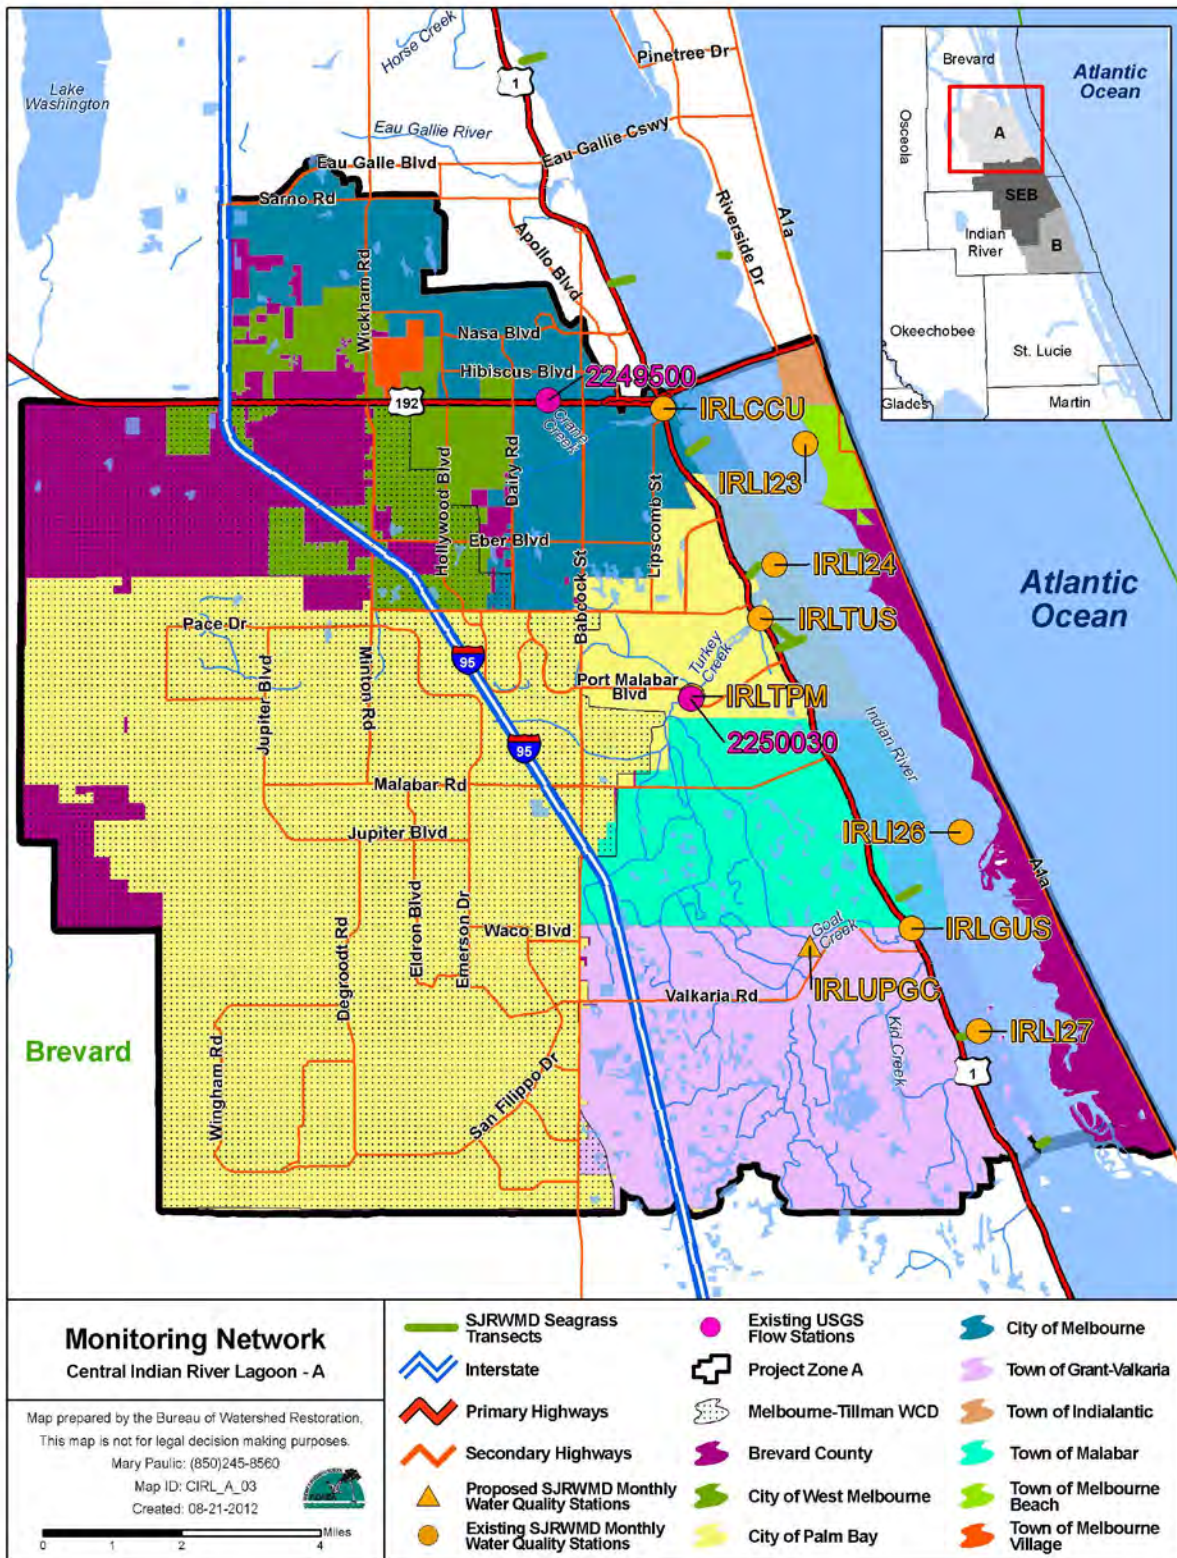 Horse Creek
Pinetree Dr
1
Lake
Washington
Eau Gallie River
Eau Gallie Cswy
Eau Galle Blvd
Sarno Rd
Riverside Dr
A1a
Apollo Blvd
Wickham Rd
Nasa Blvd
Hibiscus Blvd
2249500
192
IRLCCU
Crane
Creek
IRLI23
Hollywood Blvd
Dairy Rd
Lipscomb St
Eber Blvd
Babcock St
IRLI24
IRLTUS
Atlantic
Ocean
Pace Dr
Jupiter Blvd
Minton Rd
95
Turkey
Creek
Port Malabar
Blvd
IRLTPM
2250030
95
Indian River
Malabar Rd
Jupiter Blvd
IRLI26
A1a
Eldron Blvd
Emerson Dr
Degroodt Rd
Waco Blvd
Goat
Creek
IRLGUS
IRLUPGC
Valkaria Rd
Kid Creek
IRLI27
Brevard
Wingham Rd
San Filippo Dr
1
Brevard
Atlantic
Ocean
Osceola
A
SEB
Indian
River
B
Okeechobee
St. Lucie
Glades
Martin
Monitoring Network
Central Indian River Lagoon - A
Map prepared by the Bureau of Watershed Restoration.
This map is not for legal decision making purposes.
Mary Paulic: (850)245-8560
Map ID: CIRL_A_03
Created: 08-21-2012
Miles
0 1 2 4
SJRWMD Seagrass
Transects
Interstate
Primary Highways
Secondary Highways
Proposed SJRWMD Monthly
Water Quality Stations
Existing SJRWMD Monthly
Water Quality Stations
Existing USGS
Flow Stations
Project Zone A
Melbourne-Tillman WCD
Brevard County
City of West Melbourne
City of Palm Bay
City of Melbourne
Town of Grant-Valkaria
Town of Indialantic
Town of Malabar
Town of Melbourne
Beach
Town of Melbourne
Village